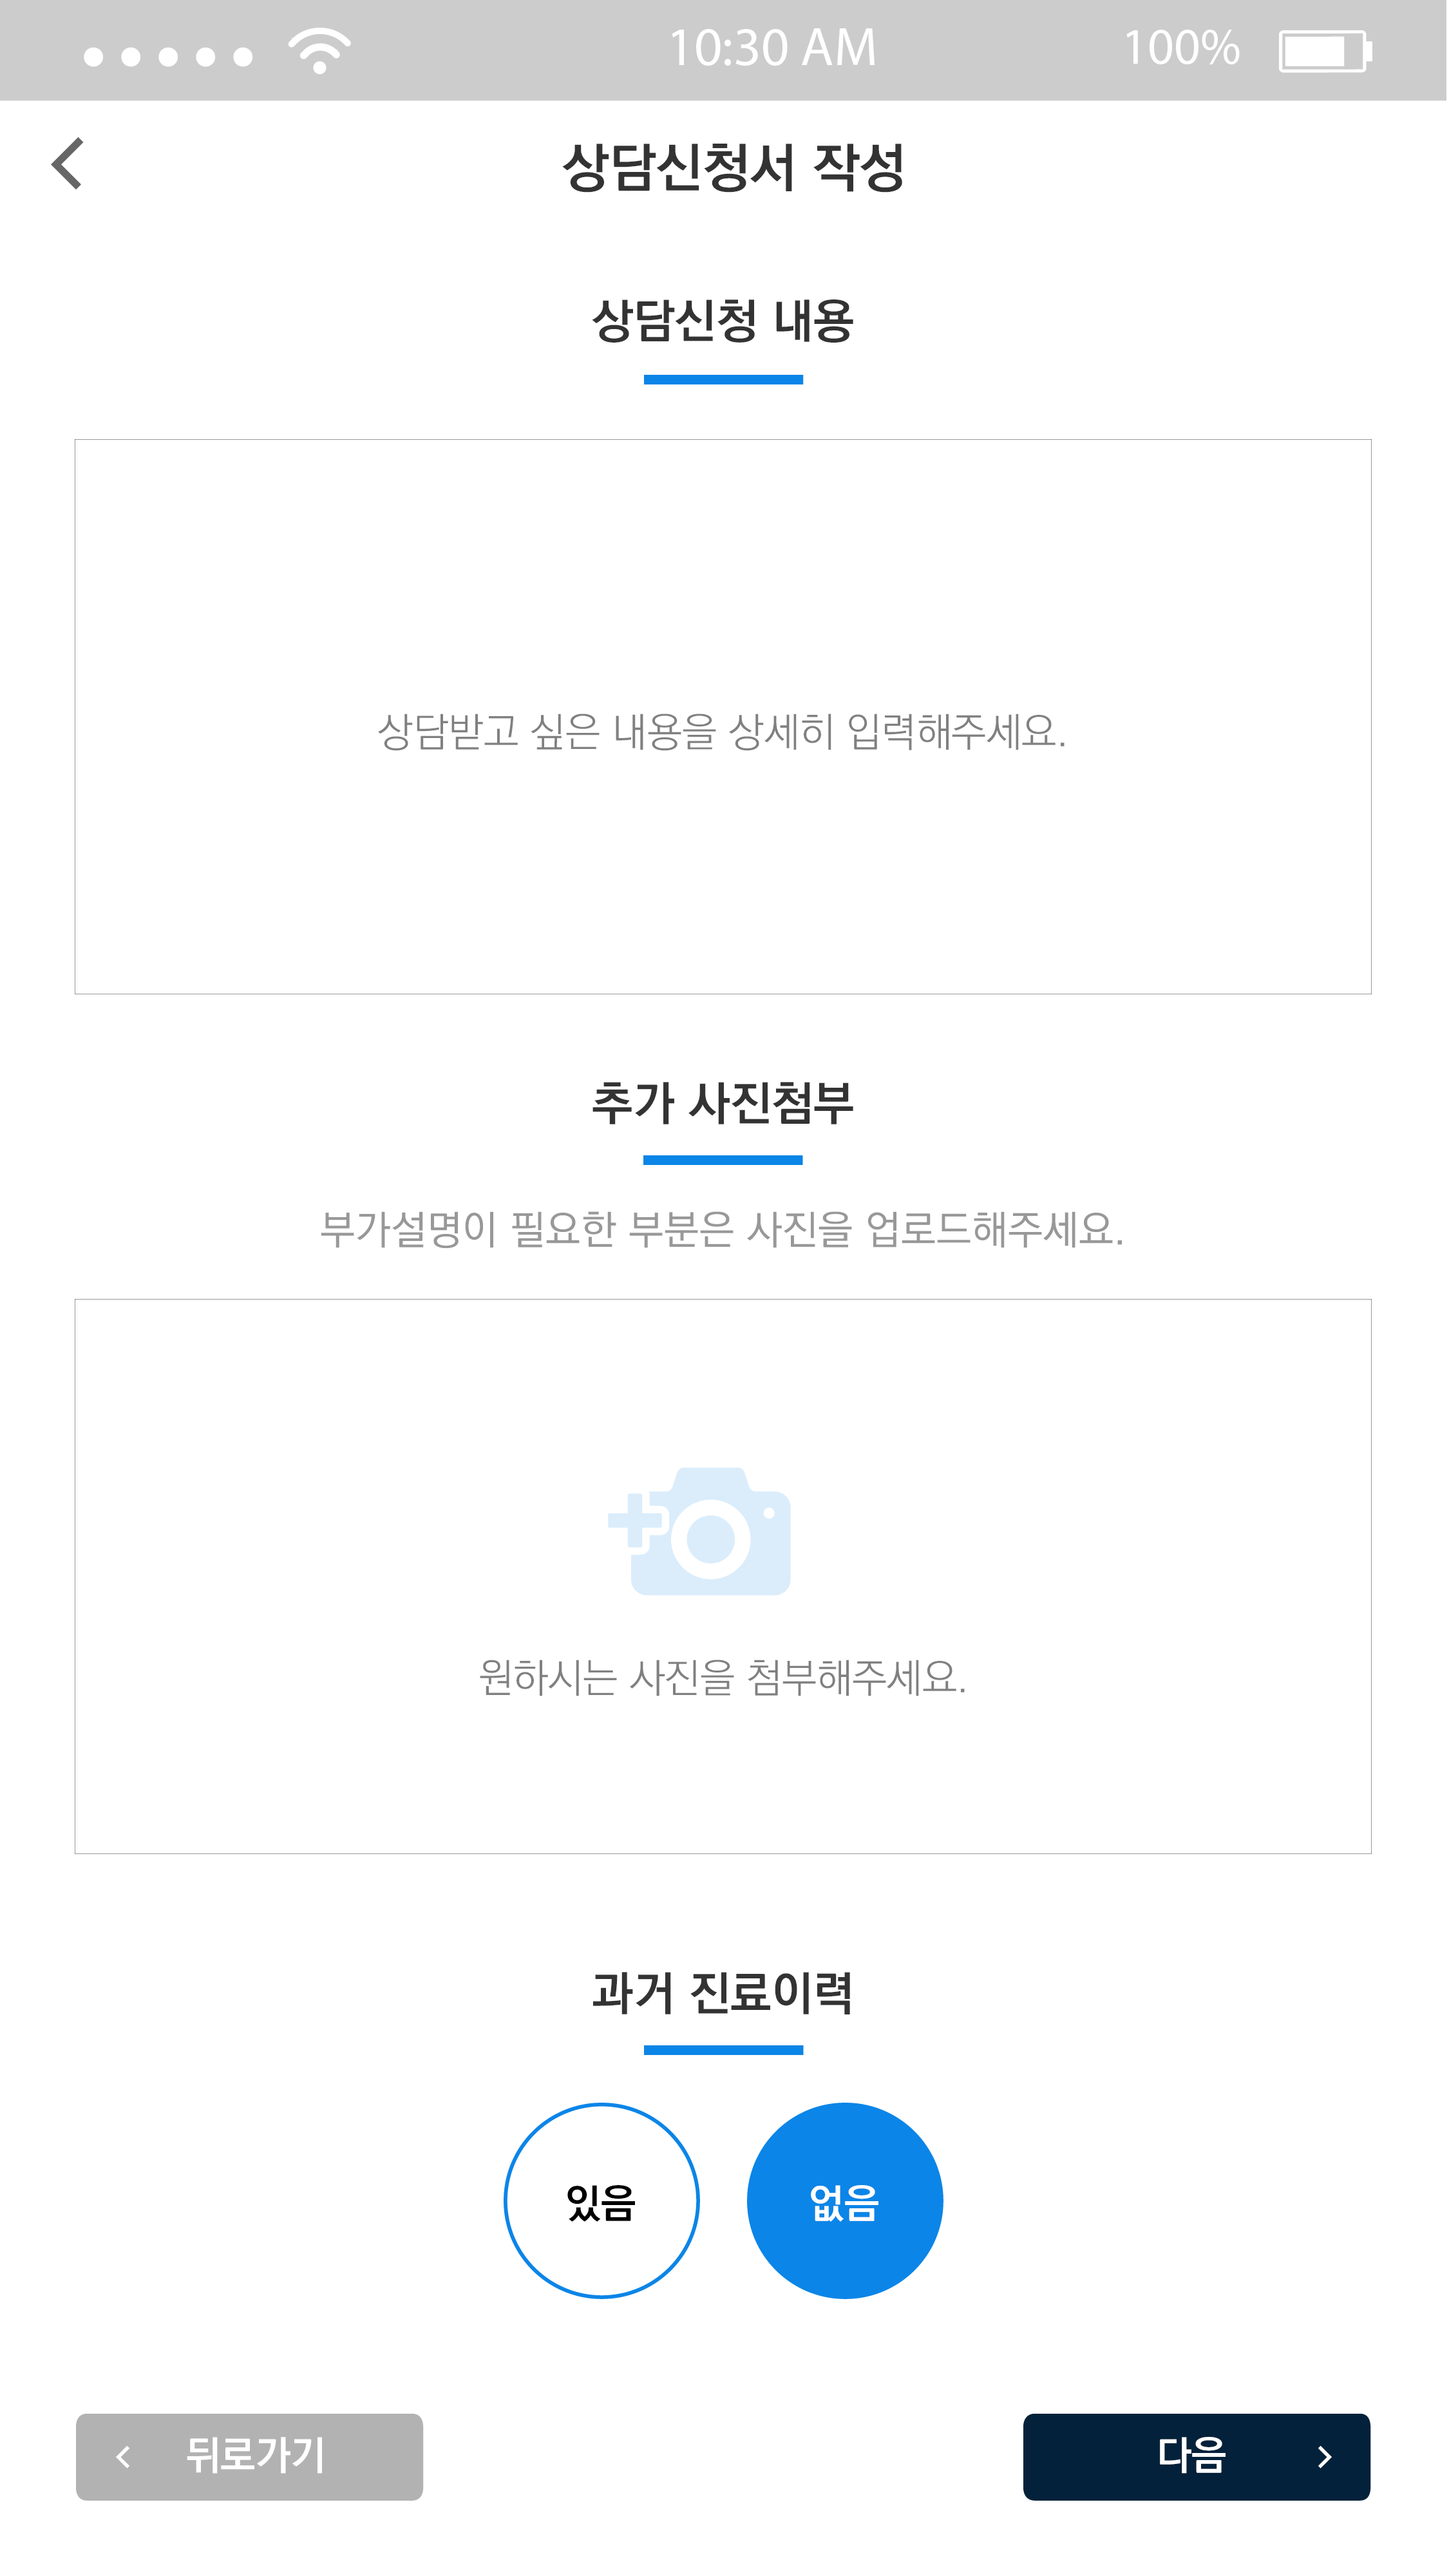 10:30 AM 100%
상담신청서 작성
상담신청 내용
상담받고 싶은 내용을 상세히 입력해주세요.
추가 사진첨부
부가설명이 필요한 부분은 사진을 업로드해주세요.
원하시는 사진을 첨부해주세요.
과거 진료이력
있음 없음
뒤로가기 다음